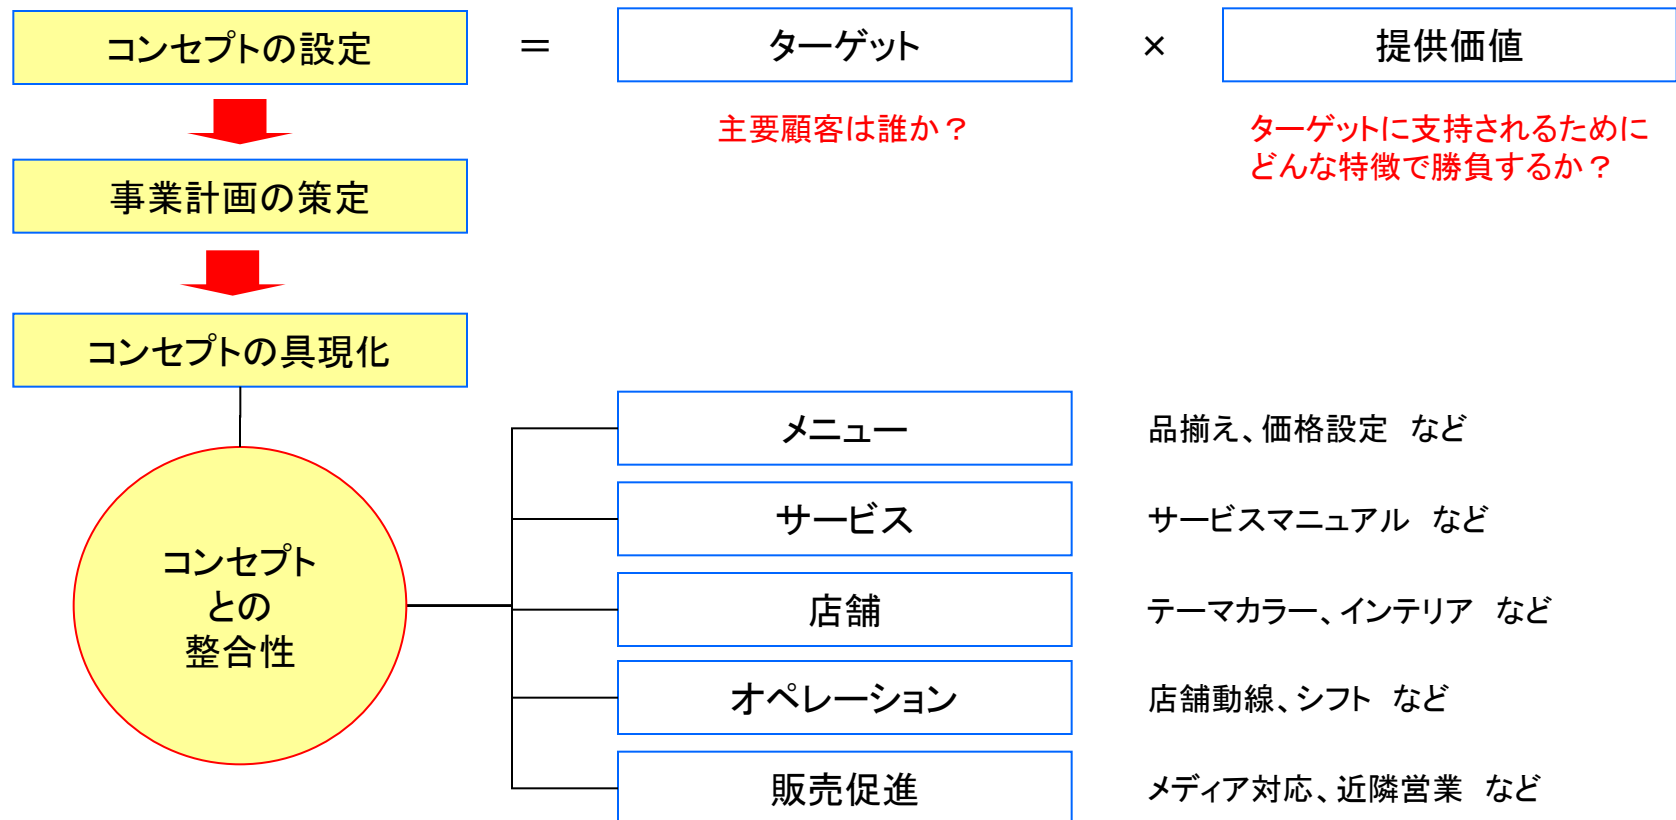 コンセプトの設定 ＝ ターゲット × 提供価値
主要顧客は誰か？
ターゲットに支持されるために
どんな特徴で勝負するか？
事業計画の策定
コンセプトの具現化
コンセプト
との
整合性
メニュー 品揃え、価格設定 など
サービス サービスマニュアル など
店舗 テーマカラー、インテリア など
オペレーション 店舗動線、シフト など
販売促進 メディア対応、近隣営業 など